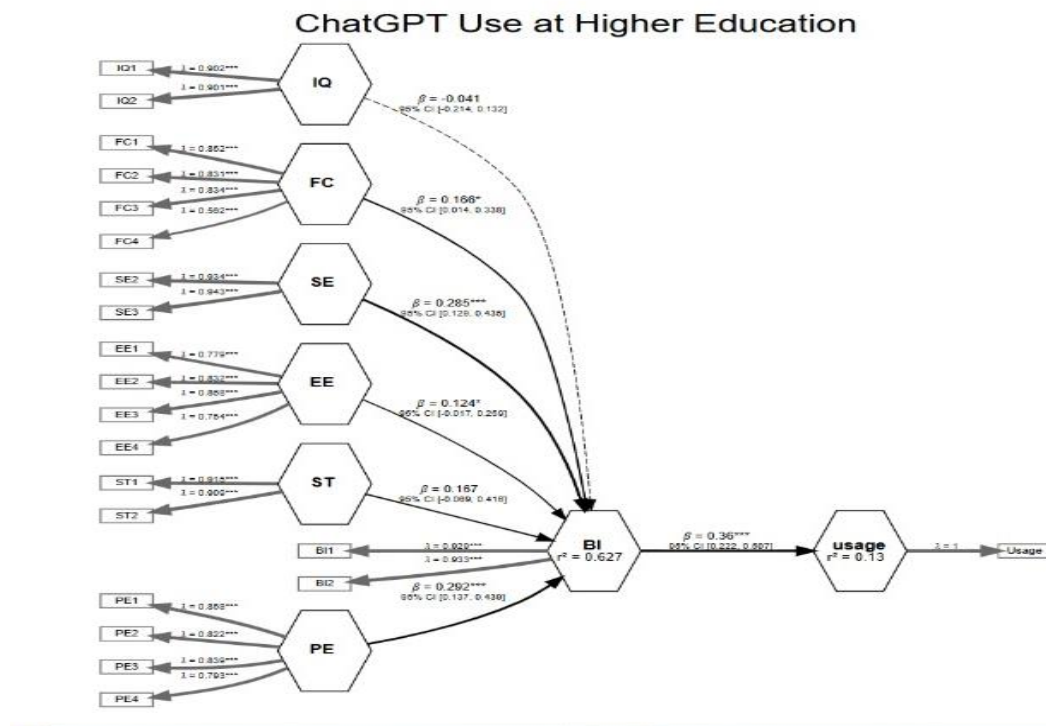 ChatGPT Use at Higher Education
IQ1
λ = 0.902***
IQ2
λ = 0.901***
IQ
β = -0.041
95% CI [-0.214, 0.132]
FC1
λ = 0.862***
FC2
λ = 0.831***
FC3
λ = 0.834***
FC4
λ = 0.562***
FC
β = 0.166*
95% CI [0.014, 0.338]
SE2
λ = 0.934***
SE3
λ = 0.943***
SE
β = 0.285***
95% CI [0.129, 0.436]
EE1
λ = 0.779***
EE2
λ = 0.832***
EE3
λ = 0.868***
EE4
λ = 0.764***
EE
β = 0.124*
95% CI [-0.017, 0.259]
ST1
λ = 0.915***
ST2
λ = 0.909***
ST
β = 0.167
95% CI [-0.089, 0.418]
BI1
λ = 0.929***
BI2
λ = 0.933***
BI
r² = 0.627
β = 0.36***
95% CI [0.222, 0.507]
usage
r² = 0.13
λ = 1
Usage
β = 0.292***
95% CI [0.137, 0.439]
PE1
λ = 0.868***
PE2
λ = 0.822***
PE3
λ = 0.839***
PE4
λ = 0.793***
PE